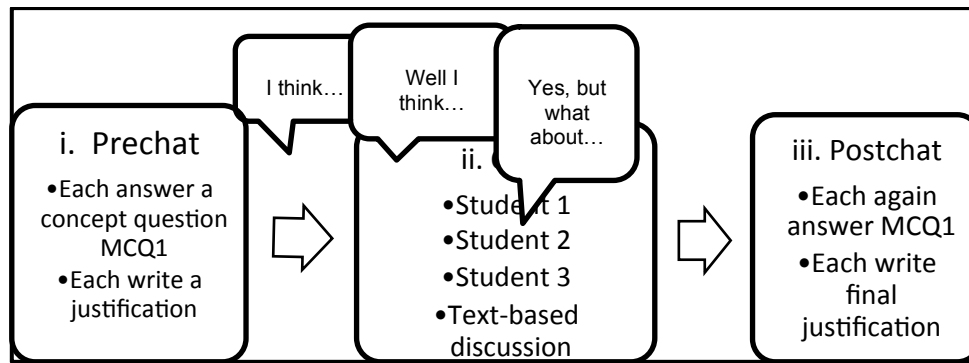 I think…
Well I
think…
Yes, but
what
about…
i. Prechat
•Each answer a
concept question
MCQ1
•Each write a
justification
ii.
•Student 1
•Student 2
•Student 3
•Text-based
discussion
iii. Postchat
•Each again
answer MCQ1
•Each write
final
justification